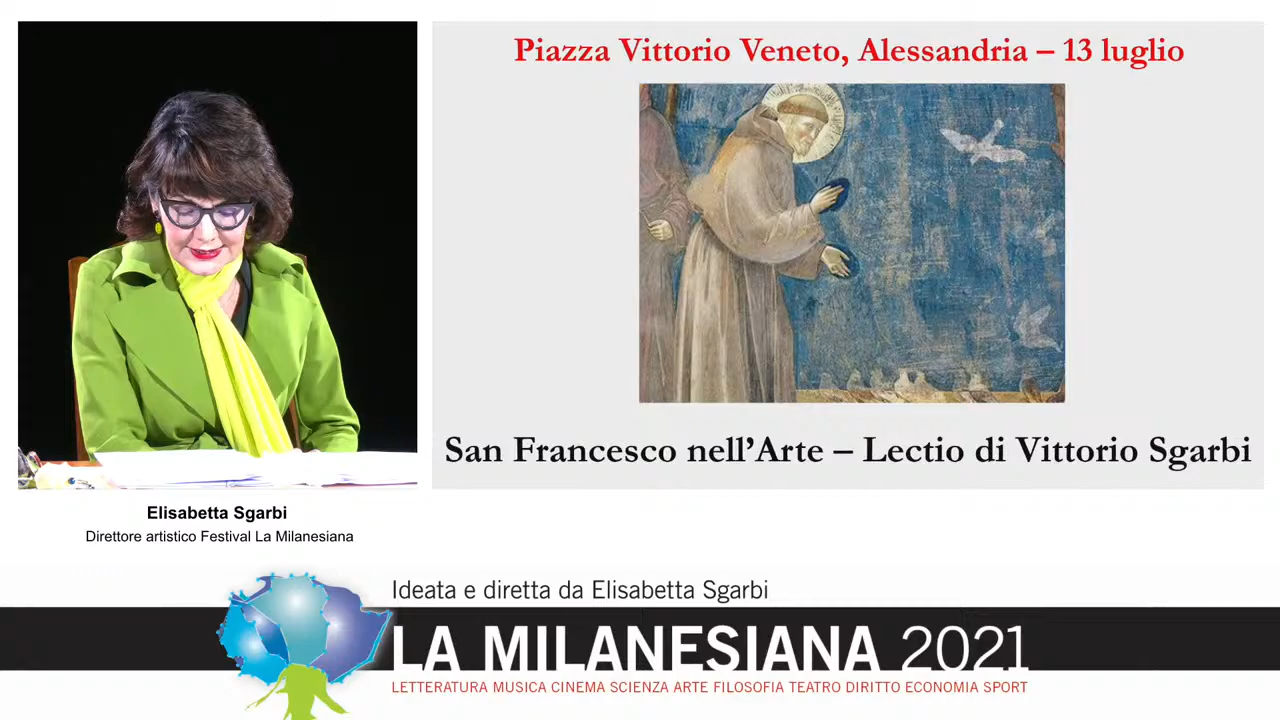 Piazza Vittorio Veneto, Alessandria – 13 luglio
San Francesco nell'Arte – Lectio di Vittorio Sgarbi
Elisabetta Sgarbi
Direttore artistico Festival La Milanesiana
Ideata e diretta da Elisabetta Sgarbi
LA MILANESIANA 2021
LETTERATURA MUSICA CINEMA SCIENZA ARTE FILOSOFIA TEATRO DIRITTO ECONOMIA SPORT